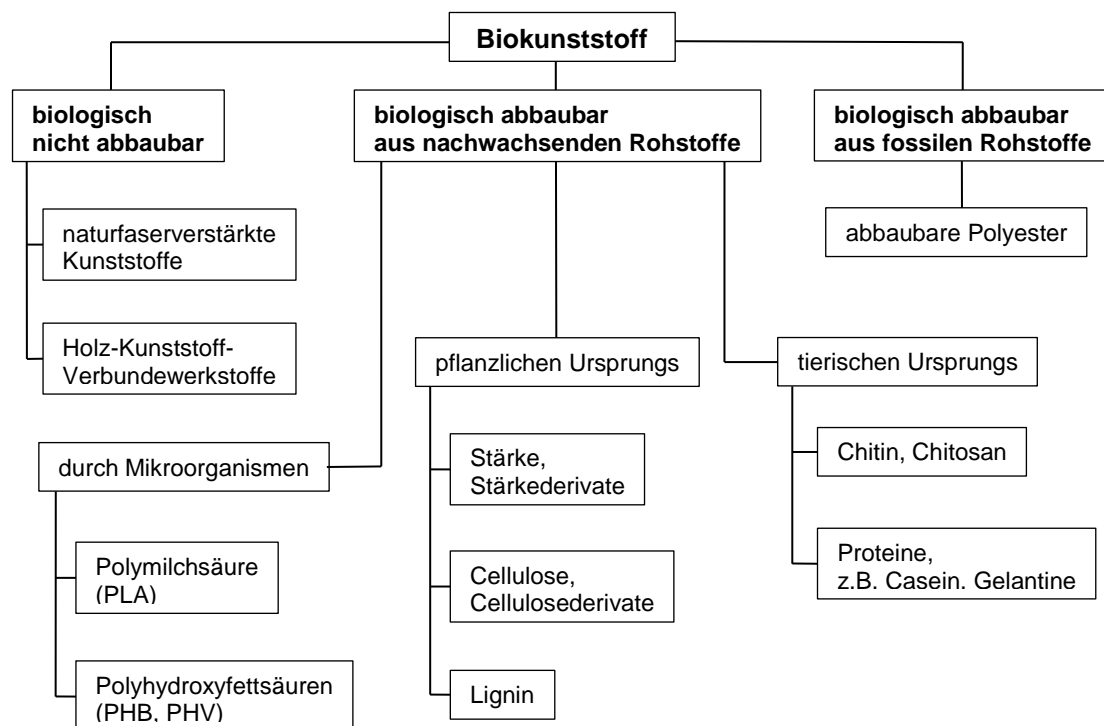 Biokunststoff
biologisch
nicht abbaubar
biologisch abbaubar
aus nachwachsenden Rohstoffe
biologisch abbaubar
aus fossilen Rohstoffe
naturfaserverstärkte
Kunststoffe
abbaubare Polyester
Holz-Kunststoff-
Verbundewerkstoffe
pflanzlichen Ursprungs
tierischen Ursprungs
durch Mikroorganismen
Stärke,
Stärkederivate
Chitin, Chitosan
Polymilchsäure
(PLA)
Cellulose,
Cellulosederivate
Proteine,
z.B. Casein. Gelantine
Polyhydroxyfettsäuren
(PHB, PHV)
Lignin